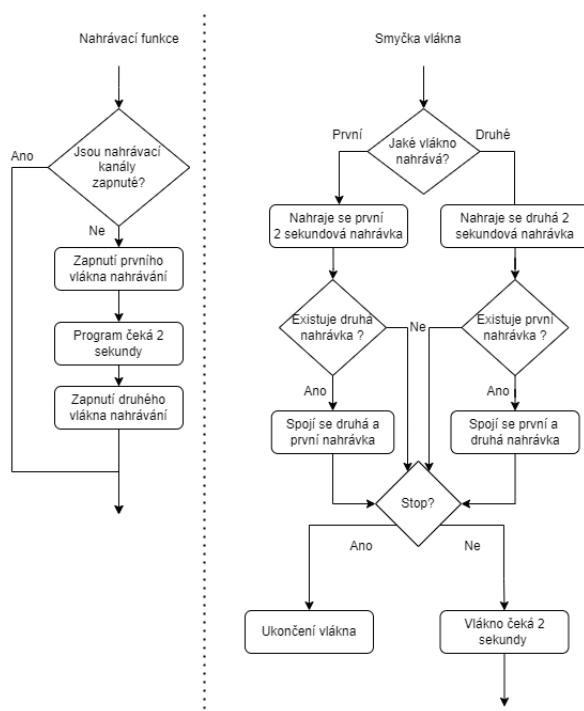 Nahrávací funkce
Ano
Jsou nahrávací
kanály
zapnuté?
Ne
Zapnutí prvního
vlákna nahrávání
Program čeká 2
sekundy
Zapnutí druhého
vlákna nahrávání
Smyčka vlákna
První
Jaké vlákno
nahrává?
Druhé
Nahraje se první
2 sekundová nahrávka
Nahraje se druhá 2
sekundová nahrávka
Existuje druhá
nahrávka ?
Ne
Existuje první
nahrávka ?
Ano
Ano
Spojí se druhá a
první nahrávka
Spojí se první a
druhá nahrávka
Stop?
Ano
Ne
Ukončení vlákna
Vlákno čeká 2
sekundy